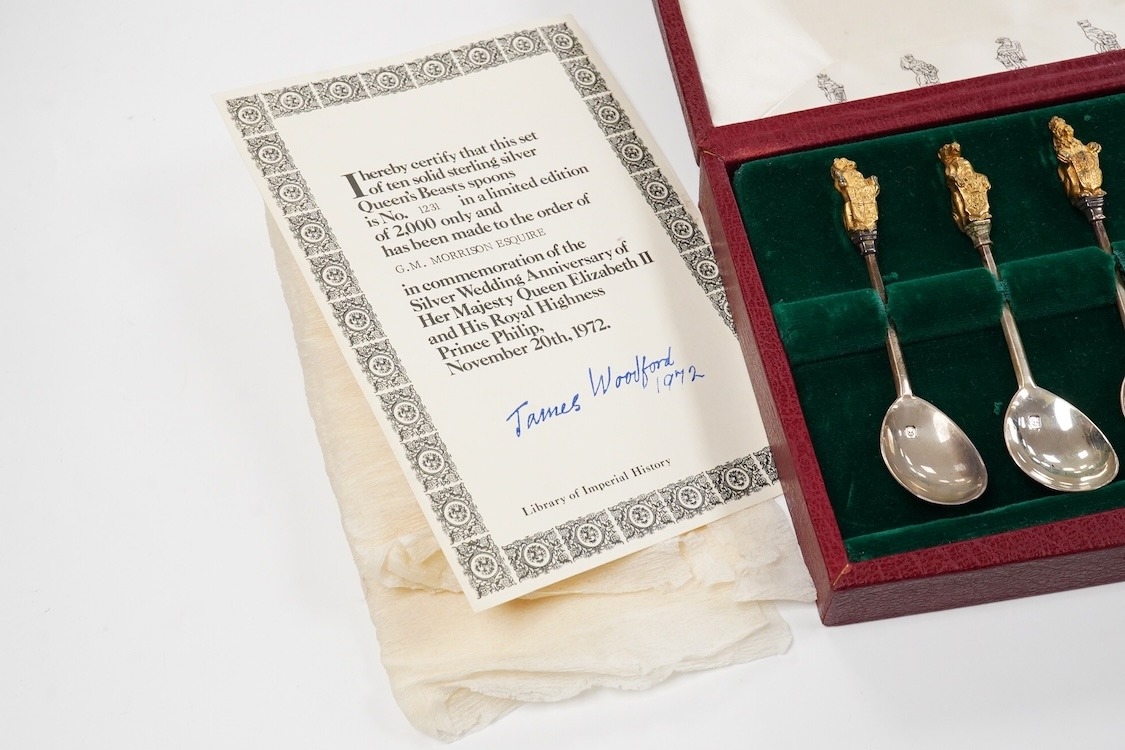 I hereby certify that this set
of ten solid sterling silver
Queen's Beasts spoons
is No. 1231 in a limited edition
of 2,000 only and
has been made to the order of
G.M. MORRISON ESQUIRE
in commemoration of the
Silver Wedding Anniversary of
Her Majesty Queen Elizabeth II
and His Royal Highness
Prince Philip,
November 20th, 1972.
James Woodford
1972
Library of Imperial History